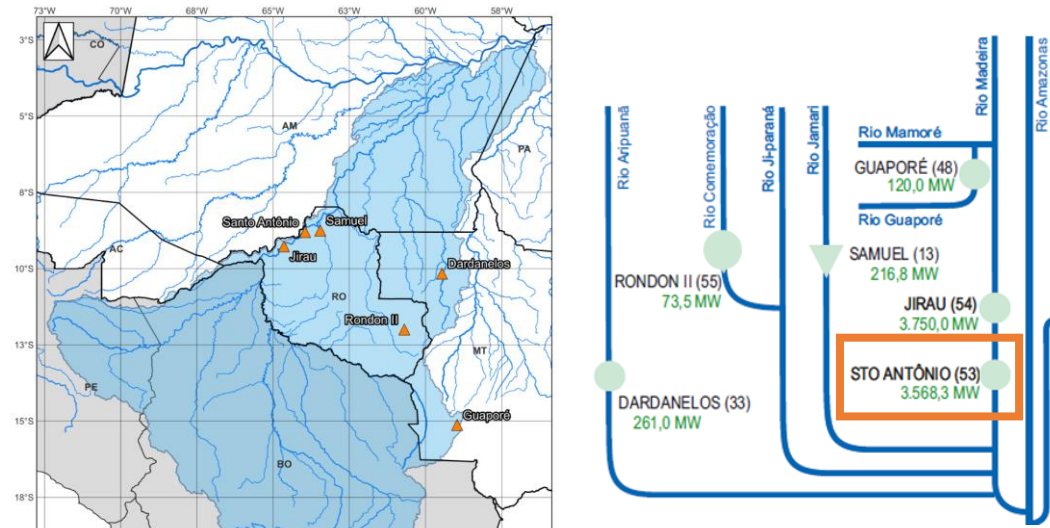 73°W
70°W
67°W
65°W
63°W
61°W
59°W
58°W
3°S
5°S
8°S
10°S
13°S
15°S
18°S
CO
AM
PA
Santo Antônio
Samuel
Jirau
AC
Dardanelos
RO
Rondon II
MT
PE
Guaporé
BO
Rio Aripuanã
Rio Comemoração
Rio Ji-paraná
Rio Jamari
Rio Madeira
Rio Amazonas
Rio Mamoré
GUAPORÉ (48)
120,0 MW
Rio Guaporé
SAMUEL (13)
216,8 MW
RONDON II (55)
73,5 MW
JIRAU (54)
3.750,0 MW
STO ANTÔNIO (53)
3.568,3 MW
DARDANELOS (33)
261,0 MW